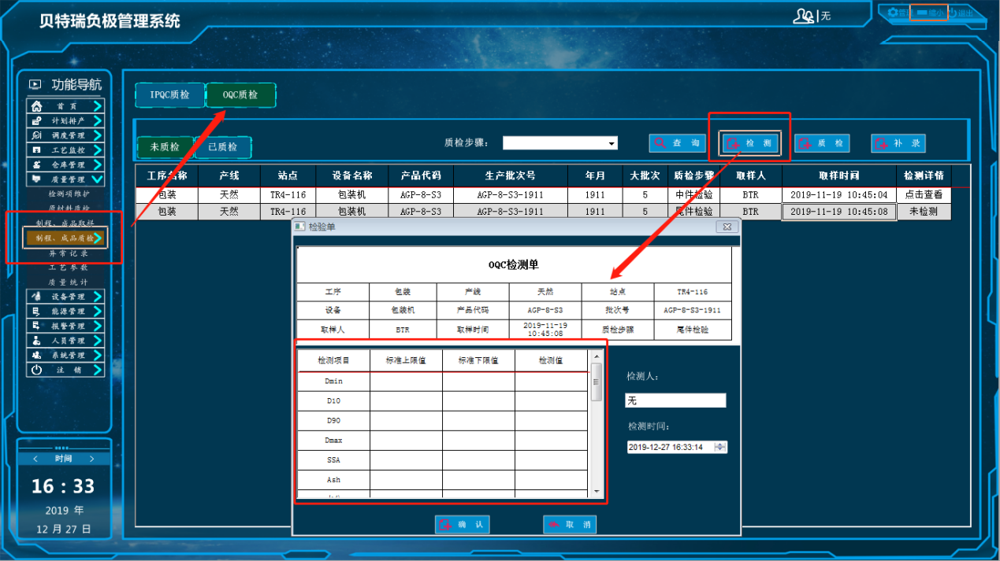 贝特瑞负极管理系统
无
管理 缩小 退出
功能导航
首 页
计划排产
调度管理
工艺监控
仓库管理
质量管理
检测项维护
原材料质检
制程、成品取样
制程、成品质检
异常记录
工艺参数
质量统计
设备管理
能源管理
报警管理
人员管理
系统管理
注 销
< 时间 >
16 : 33
2019 年
12 月 27 日
IPQC质检 OQC质检
未质检 已质检 质检步骤： 查 询 检 测 质 检 补 录
工序名称 产线 站点 设备名称 产品代码 生产批次号 年月 大批次 质检步骤 取样人 取样时间 检测详情
包装 天然 TR4-116 包装机 AGP-8-S3 AGP-8-S3-1911 1911 5 中件检验 BTR 2019-11-19 10:45:04 点击查看
包装 天然 TR4-116 包装机 AGP-8-S3 AGP-8-S3-1911 1911 5 尾件检验 BTR 2019-11-19 10:45:08 未检测
检验单
OQC检测单
工序 包装 产线 天然 站点 TR4-116
设备 包装机 产品代码 AGP-8-S3 批次号 AGP-8-S3-1911
取样人 BTR 取样时间 2019-11-19 10:45:08 质检步骤 尾件检验
检测项目 标准上限值 标准下限值 检测值
Dmin
D10
D90
Dmax
SSA
Ash
检测人：
无
检测时间：
2019-12-27 16:33:14
确 认 取 消